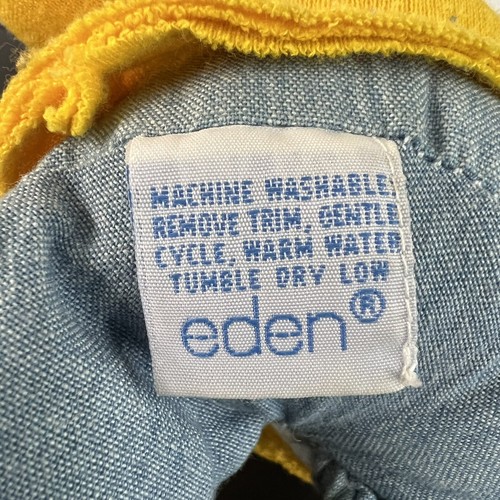 MACHINE WASHABLE,
REMOVE TRIM, GENTLE
CYCLE, WARM WATER
TUMBLE DRY LOW
eden®